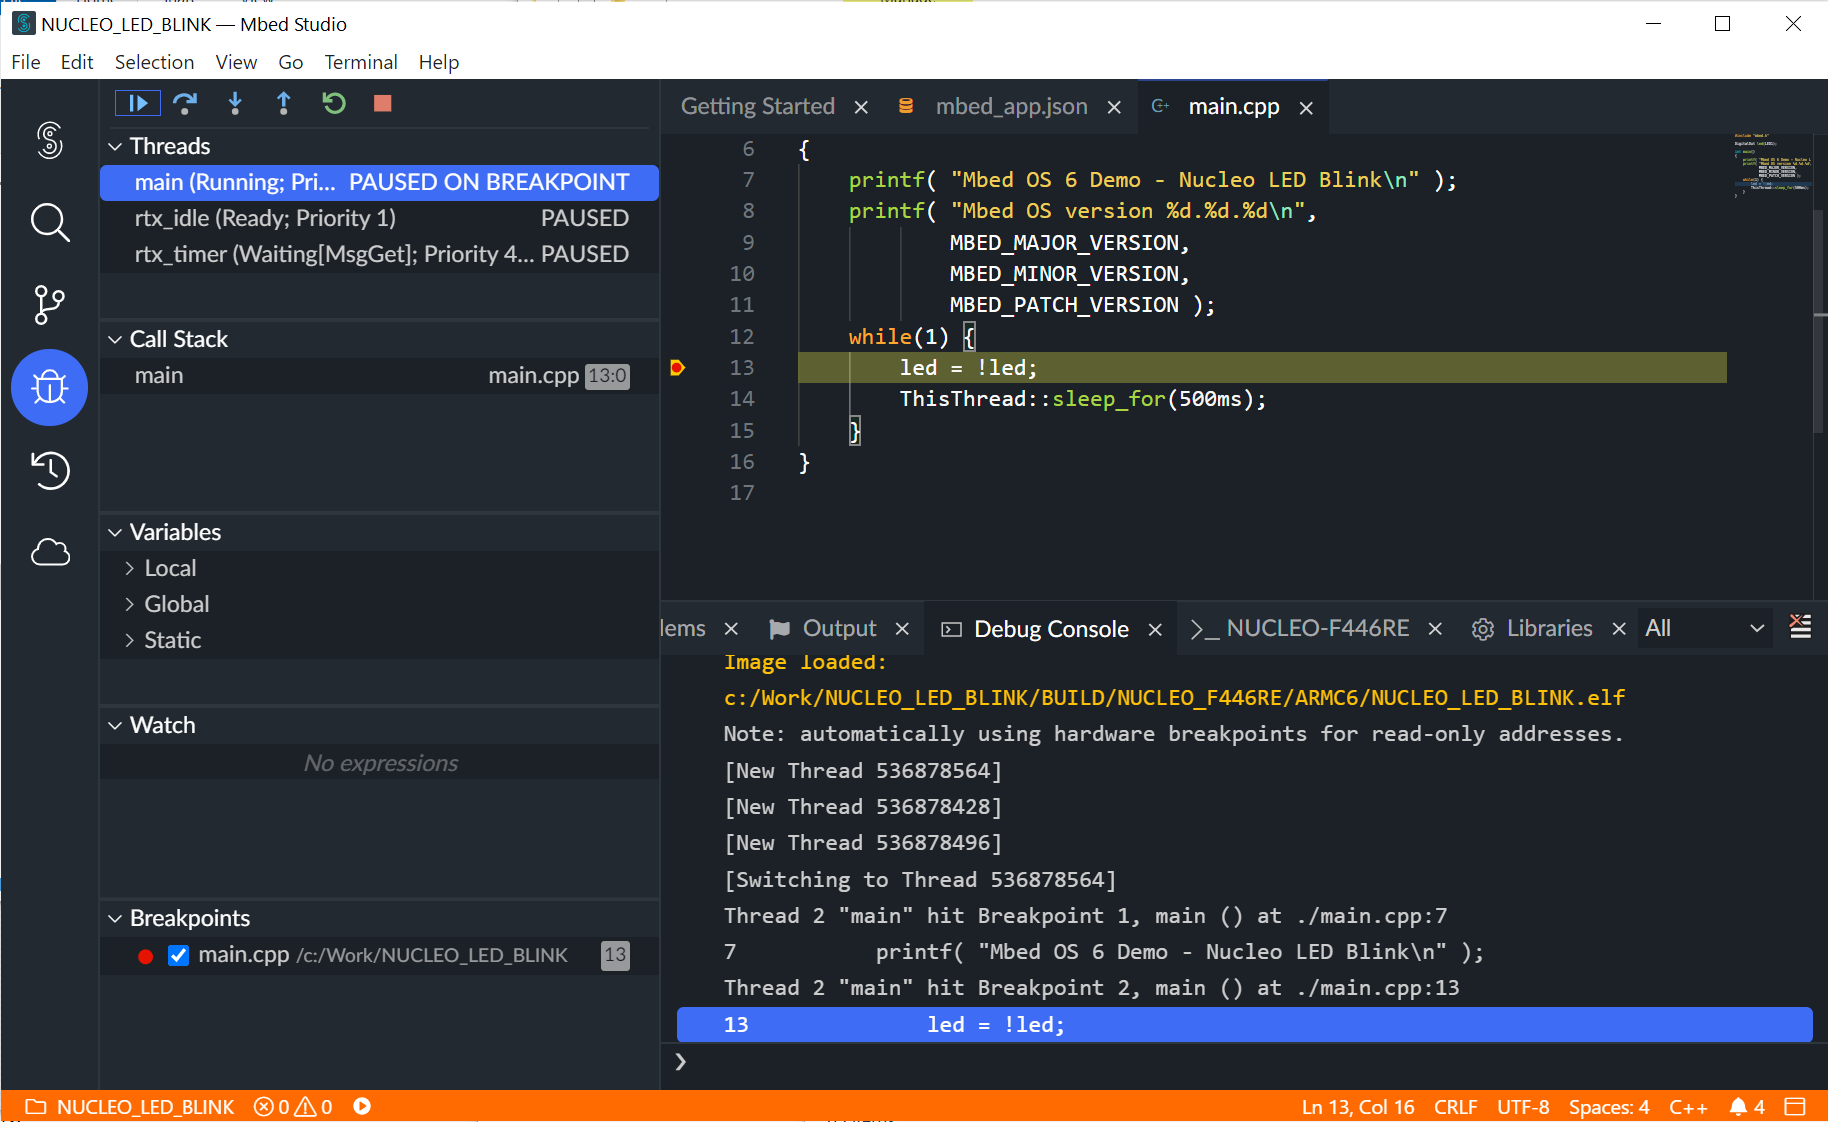 NUCLEO_LED_BLINK — Mbed Studio
File Edit Selection View Go Terminal Help
Threads
main (Running; Pri... PAUSED ON BREAKPOINT
rtx_idle (Ready; Priority 1) PAUSED
rtx_timer (Waiting[MsgGet]; Priority 4... PAUSED
Call Stack
main main.cpp 13:0
Variables
Local
Global
Static
Watch
No expressions
Breakpoints
main.cpp /c:/Work/NUCLEO_LED_BLINK 13
Getting Started mbed_app.json main.cpp
6 {
7 printf( "Mbed OS 6 Demo - Nucleo LED Blink\n" );
8 printf( "Mbed OS version %d.%d.%d\n",
9 MBED_MAJOR_VERSION,
10 MBED_MINOR_VERSION,
11 MBED_PATCH_VERSION );
12 while(1) {
13 led = !led;
14 ThisThread::sleep_for(500ms);
15 }
16 }
17
lems Output Debug Console NUCLEO-F446RE Libraries All
Image loaded:
c:/Work/NUCLEO_LED_BLINK/BUILD/NUCLEO_F446RE/ARMC6/NUCLEO_LED_BLINK.elf
Note: automatically using hardware breakpoints for read-only addresses.
[New Thread 536878564]
[New Thread 536878428]
[New Thread 536878496]
[Switching to Thread 536878564]
Thread 2 "main" hit Breakpoint 1, main () at ./main.cpp:7
7 printf( "Mbed OS 6 Demo - Nucleo LED Blink\n" );
Thread 2 "main" hit Breakpoint 2, main () at ./main.cpp:13
13 led = !led;
❯
NUCLEO_LED_BLINK 0 0 Ln 13, Col 16 CRLF UTF-8 Spaces: 4 C++ 4